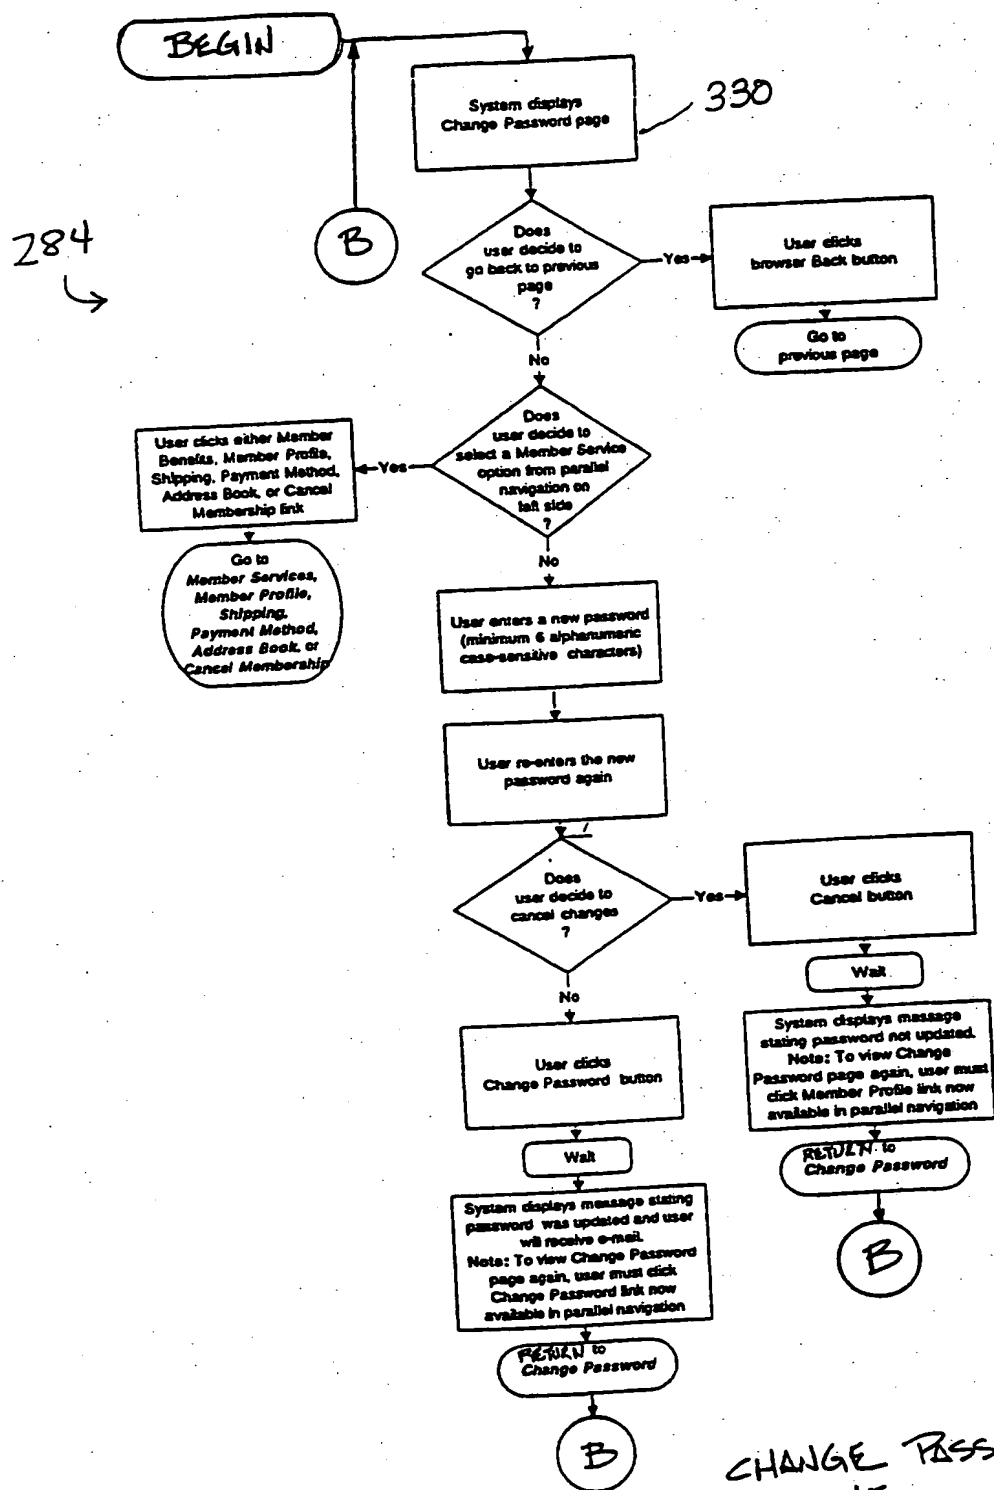 BEGIN
System displays
Change Password page
330
284
B
Does
user decide to
go back to previous
page
?
Yes
User clicks
browser Back button
Go to
previous page
No
Does
user decide to
select a Member Service
option from parallel
navigation on
left side
?
Yes
User clicks either Member
Benefits, Member Profile,
Shipping, Payment Method,
Address Book, or Cancel
Membership link
Go to
Member Services,
Member Profile,
Shipping,
Payment Method,
Address Book, or
Cancel Membership
No
User enters a new password
(minimum 6 alphanumeric
case-sensitive characters)
User re-enters the new
password again
Does
user decide to
cancel changes
?
Yes
User clicks
Cancel button
Wait
System displays message
stating password not updated.
Note: To view Change
Password page again, user must
click Member Profile link now
available in parallel navigation
RETURN to
Change Password
B
No
User clicks
Change Password button
Wait
System displays message stating
password was updated and user
will receive e-mail.
Note: To view Change Password
page again, user must click
Change Password link now
available in parallel navigation
RETURN to
Change Password
B
CHANGE PASS